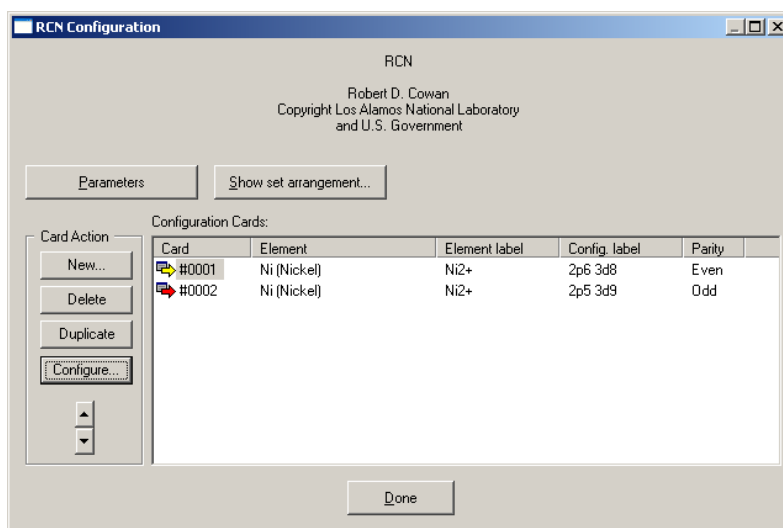 RCN Configuration
RCN
Robert D. Cowan
Copyright Los Alamos National Laboratory
and U.S. Government
Parameters
Show set arrangement...
Card Action
New...
Delete
Duplicate
Configure...
Configuration Cards:
Card Element Element label Config. label Parity
#0001 Ni (Nickel) Ni2+ 2p6 3d8 Even
#0002 Ni (Nickel) Ni2+ 2p5 3d9 Odd
Done